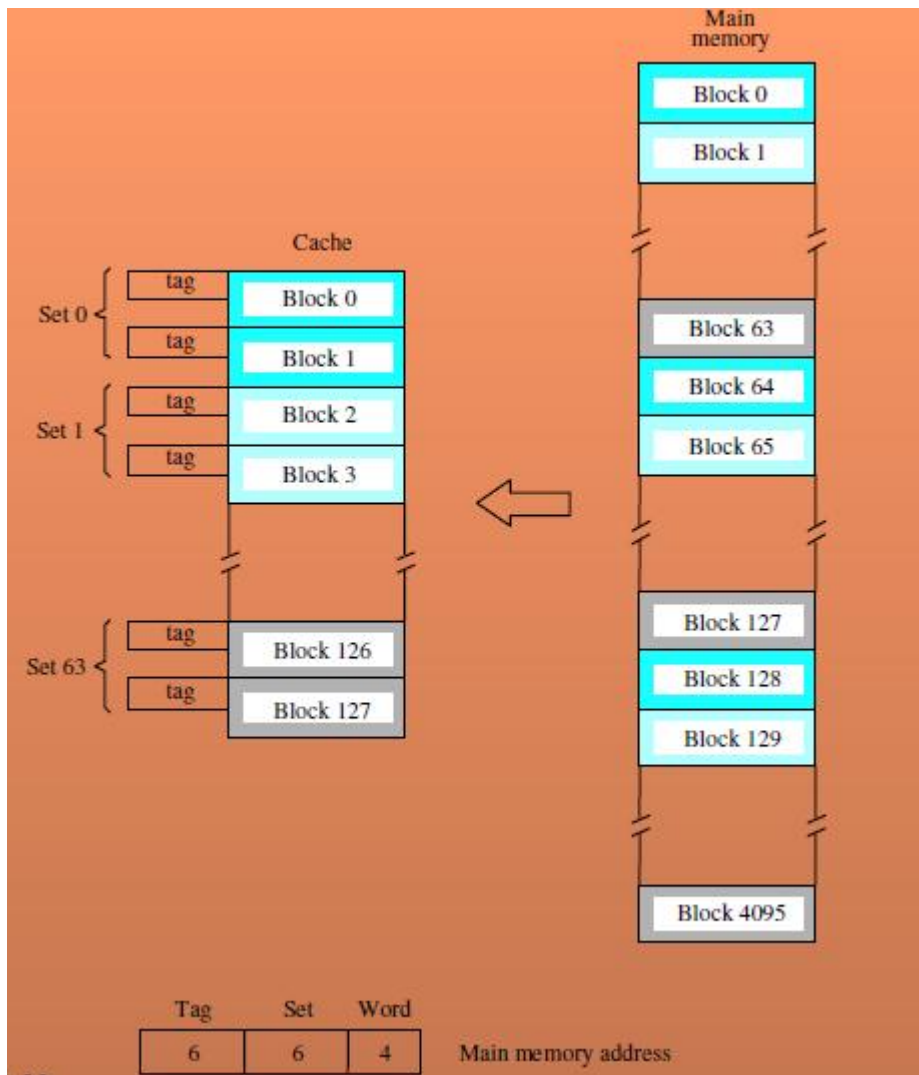 Main
memory
Block 0
Block 1
Cache
tag
Block 0
Set 0
tag
Block 1
tag
Block 2
Set 1
tag
Block 3
Block 63
Block 64
Block 65
tag
Block 126
Set 63
tag
Block 127
Block 127
Block 128
Block 129
Block 4095
Tag Set Word
6 6 4 Main memory address